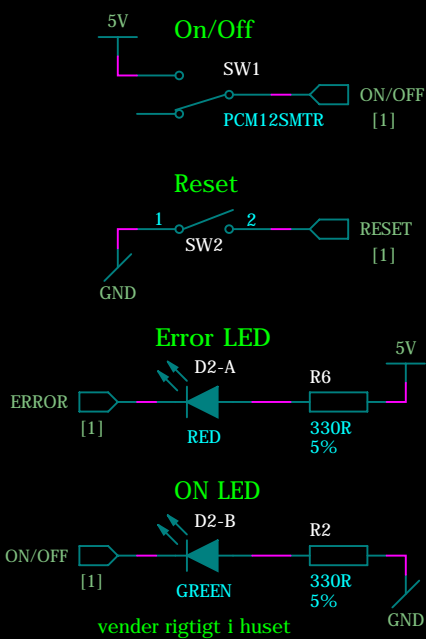 5V
On/Off
SW1
ON/OFF
PCM12SMTR
[1]
Reset
1
2
RESET
SW2
[1]
GND
Error LED
5V
D2-A
R6
ERROR
[1]
RED
330R
5%
ON LED
D2-B
R2
ON/OFF
[1]
GREEN
330R
5%
GND
vender rigtigt i huset